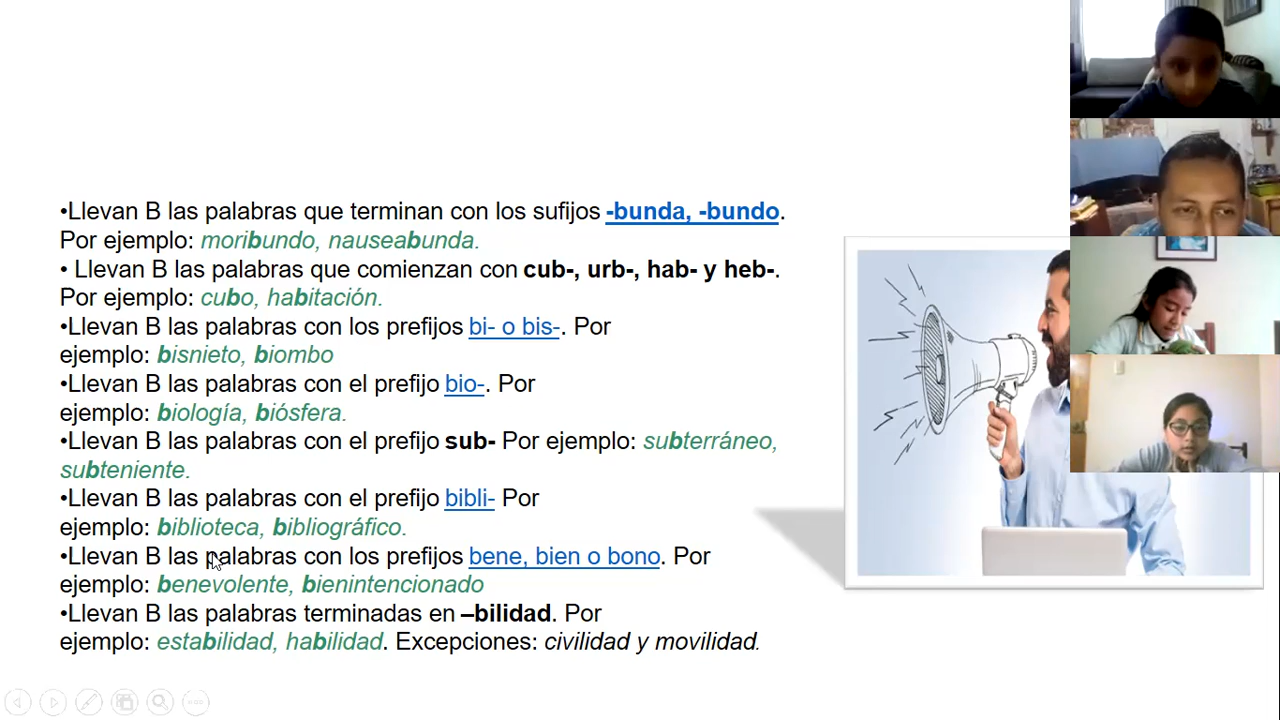 •Llevan B las palabras que terminan con los sufijos -bunda, -bundo.
Por ejemplo: moribundo, nauseabunda.
• Llevan B las palabras que comienzan con cub-, urb-, hab- y heb-.
Por ejemplo: cubo, habitación.
•Llevan B las palabras con los prefijos bi- o bis-. Por
ejemplo: bisnieto, biombo
•Llevan B las palabras con el prefijo bio-. Por
ejemplo: biología, biósfera.
•Llevan B las palabras con el prefijo sub- Por ejemplo: subterráneo,
subteniente.
•Llevan B las palabras con el prefijo bibli- Por
ejemplo: biblioteca, bibliográfico.
•Llevan B las palabras con los prefijos bene, bien o bono. Por
ejemplo: benevolente, bienintencionado
•Llevan B las palabras terminadas en –bilidad. Por
ejemplo: estabilidad, habilidad. Excepciones: civilidad y movilidad.